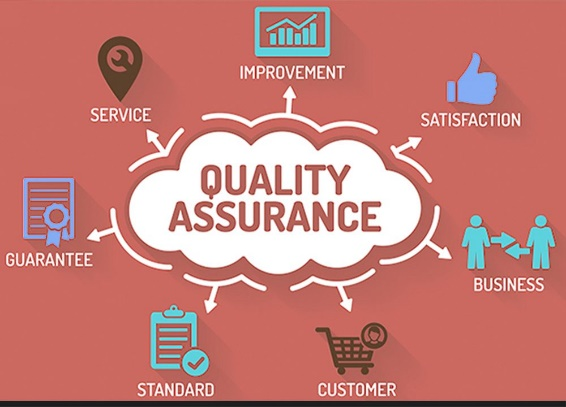 IMPROVEMENT
SERVICE
SATISFACTION
QUALITY
ASSURANCE
GUARANTEE
BUSINESS
STANDARD
CUSTOMER